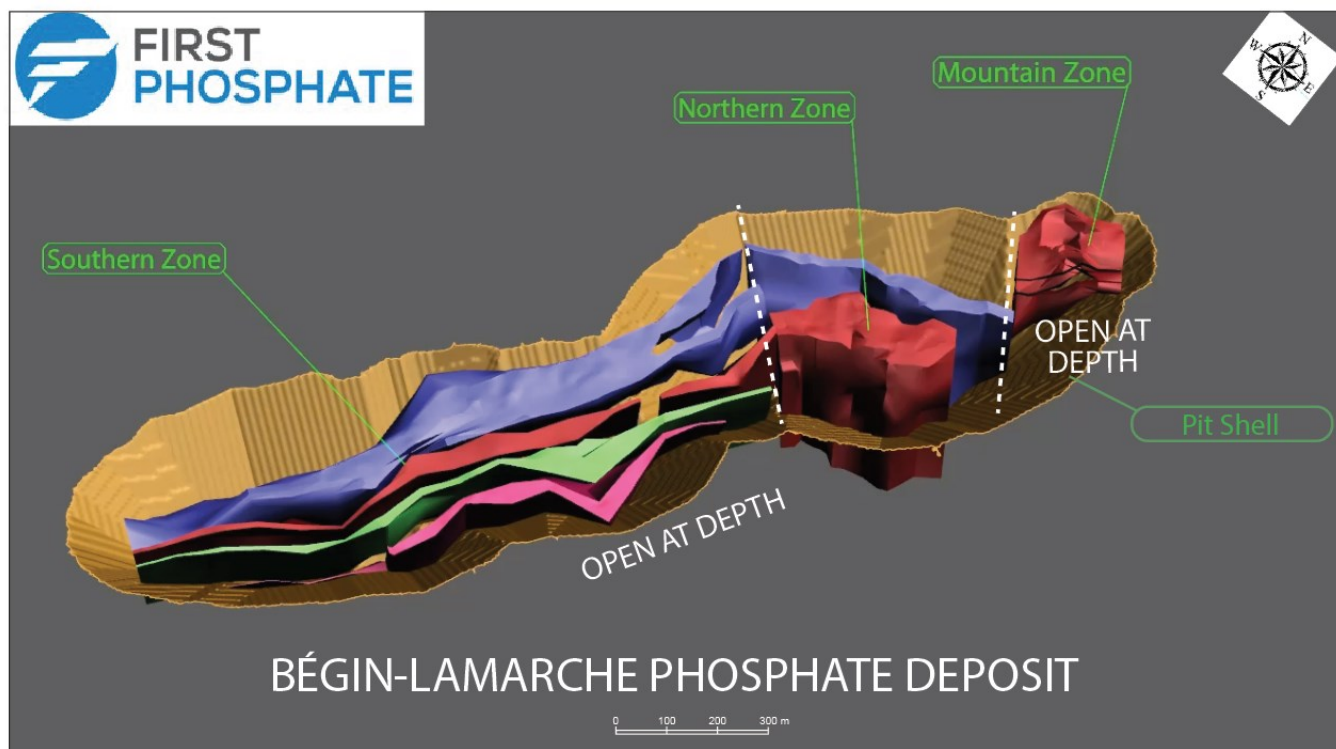 FIRST
PHOSPHATE
N
W
E
S
Mountain Zone
Northern Zone
Southern Zone
OPEN AT
DEPTH
Pit Shell
OPEN AT DEPTH
BÉGIN-LAMARCHE PHOSPHATE DEPOSIT
0 100 200 300 m